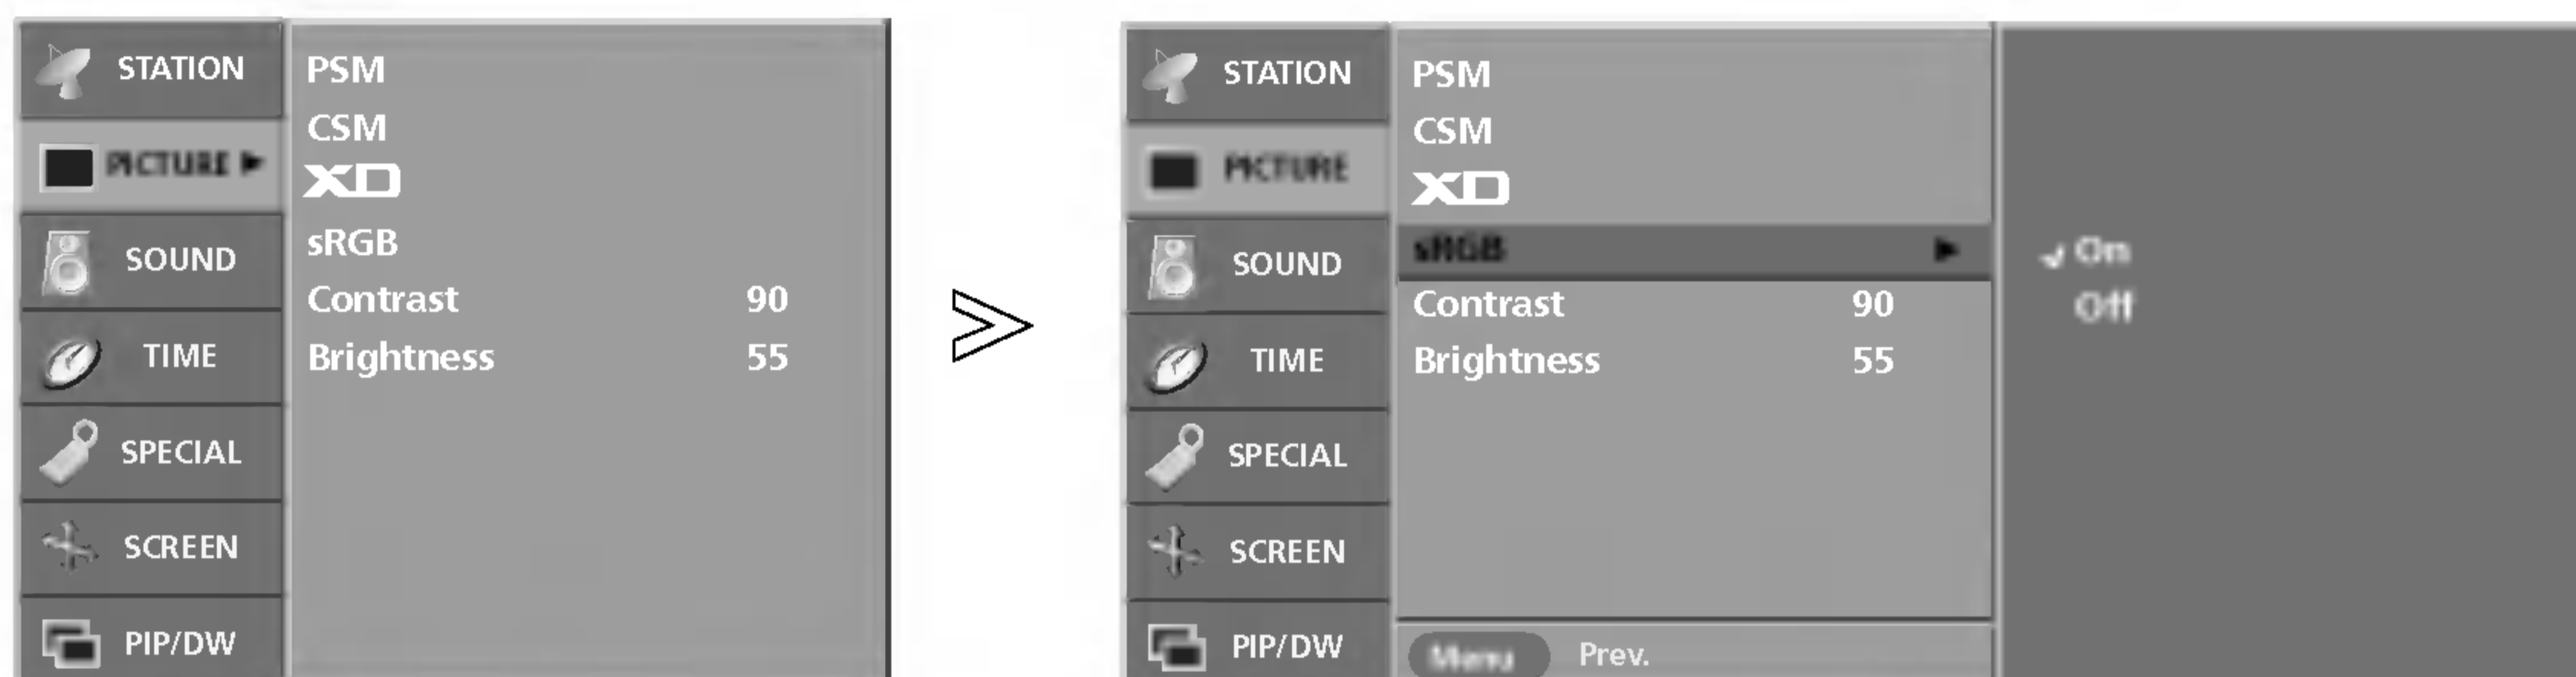 STATION
PICTURE ▶
SOUND
TIME
SPECIAL
SCREEN
PIP/DW
PSM
CSM
XD
sRGB
Contrast 90
Brightness 55
STATION
PICTURE
SOUND
TIME
SPECIAL
SCREEN
PIP/DW
PSM
CSM
XD
sRGB ▶
Contrast 90
Brightness 55
Menu Prev.
✓ On
Off